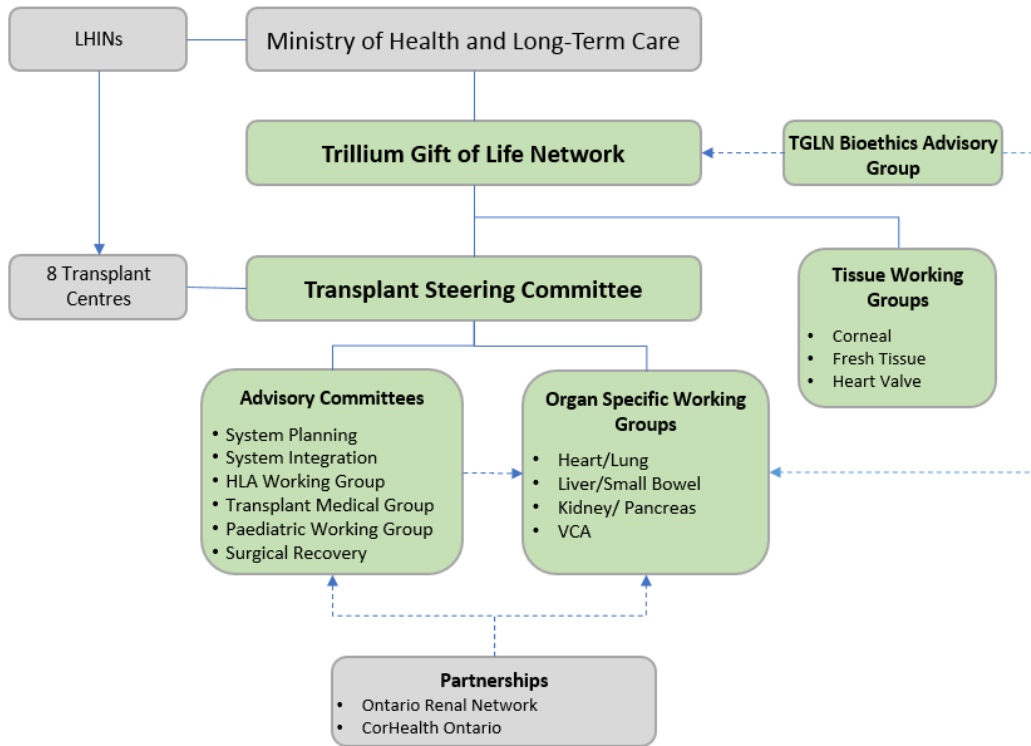 LHINs
Ministry of Health and Long-Term Care
Trillium Gift of Life Network
TGLN Bioethics Advisory
Group
8 Transplant
Centres
Transplant Steering Committee
Tissue Working
Groups
• Corneal
• Fresh Tissue
• Heart Valve
Advisory Committees
• System Planning
• System Integration
• HLA Working Group
• Transplant Medical Group
• Paediatric Working Group
• Surgical Recovery
Organ Specific Working
Groups
• Heart/Lung
• Liver/Small Bowel
• Kidney/ Pancreas
• VCA
Partnerships
• Ontario Renal Network
• CorHealth Ontario